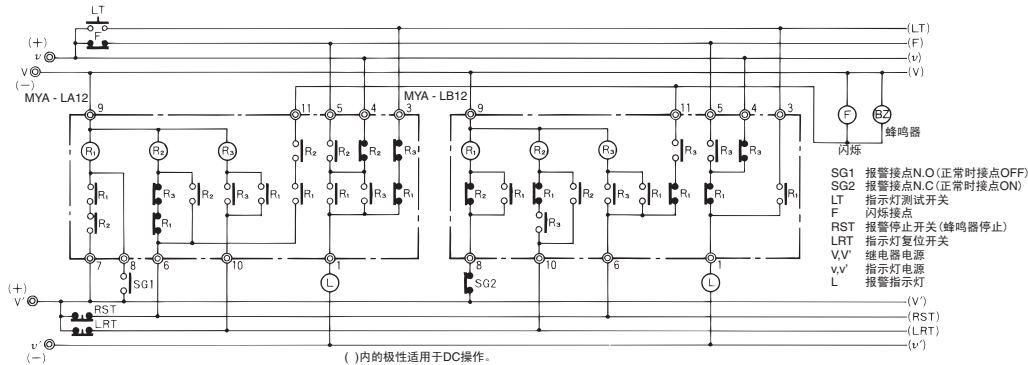 LT
F
(LT)
(+)
(F)
ν
(ν)
V
(V)
(−)
MYA - LA12
MYA - LB12
9 11 5 4 3 9 11 5 4 3
F BZ
蜂鸣器
闪烁
R₁ R₂ R₃ R₂ R₂ R₂ R₃ R₁ R₂ R₃ R₃ R₃ R₃
R₁ R₃ R₂ R₃ R₁ R₁ R₃ R₁ R₂ R₁ R₂ R₁ R₃ R₁ R₁ R₃ R₁ R₁
R₂ R₁ R₃
7 8 6 10 1 8 10 6 1
SG1 L SG2 L
SG1 报警接点N.O(正常时接点OFF)
SG2 报警接点N.C(正常时接点ON)
LT 指示灯测试开关
F 闪烁接点
RST 报警停止开关(蜂鸣器停止)
LRT 指示灯复位开关
V,V' 继电器电源
v,v' 指示灯电源
L 报警指示灯
(+)
V'
(V')
RST
(RST)
LRT
(LRT)
ν'
(ν')
(−)
( )内的极性适用于DC操作。